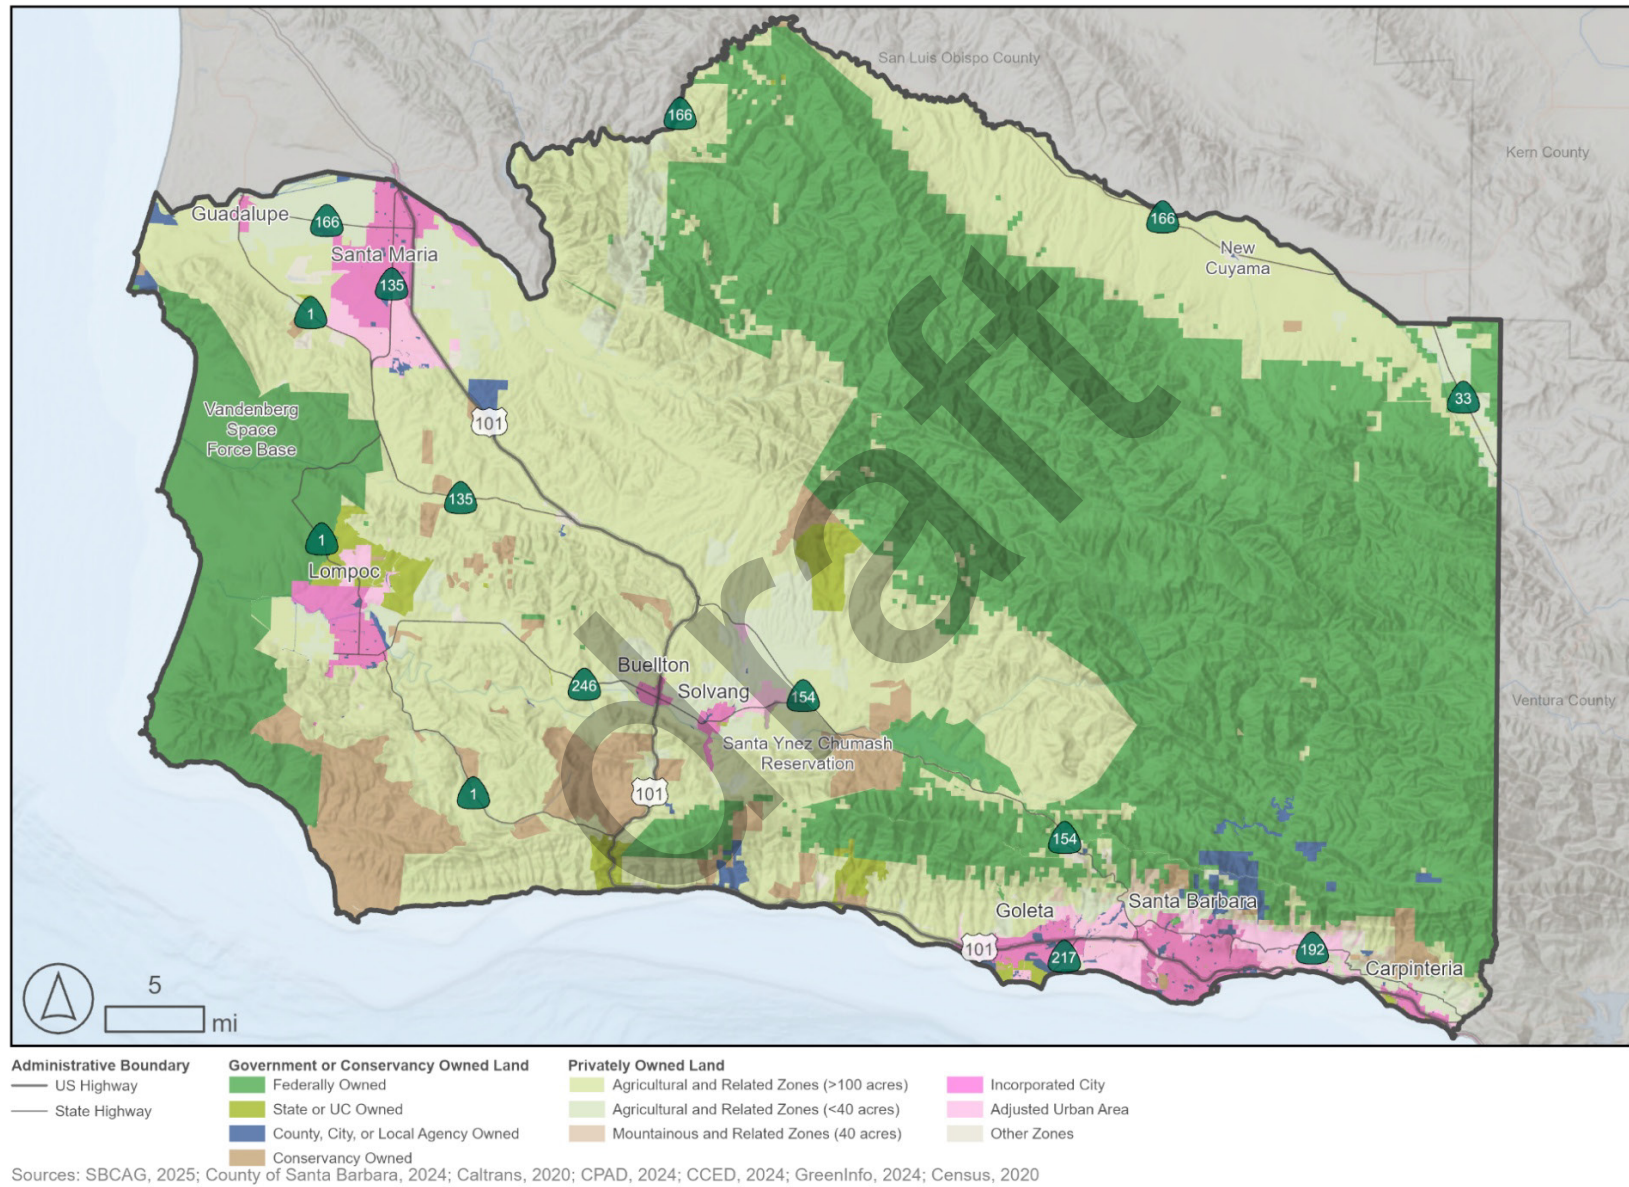 San Luis Obispo County
166
Kern County
Guadalupe
166
166
Santa Maria
New
Cuyama
135
1
33
Vandenberg
Space
Force Base
101
135
1
Lompoc
Buellton
246
Solvang
154
Ventura County
Santa Ynez Chumash
Reservation
1
101
154
Santa Barbara
Goleta
101
217
192
Carpinteria
draft
5
mi
Administrative Boundary
US Highway
State Highway
Government or Conservancy Owned Land
Federally Owned
State or UC Owned
County, City, or Local Agency Owned
Conservancy Owned
Privately Owned Land
Agricultural and Related Zones (>100 acres)
Agricultural and Related Zones (<40 acres)
Mountainous and Related Zones (40 acres)
Incorporated City
Adjusted Urban Area
Other Zones
Sources: SBCAG, 2025; County of Santa Barbara, 2024; Caltrans, 2020; CPAD, 2024; CCED, 2024; GreenInfo, 2024; Census, 2020